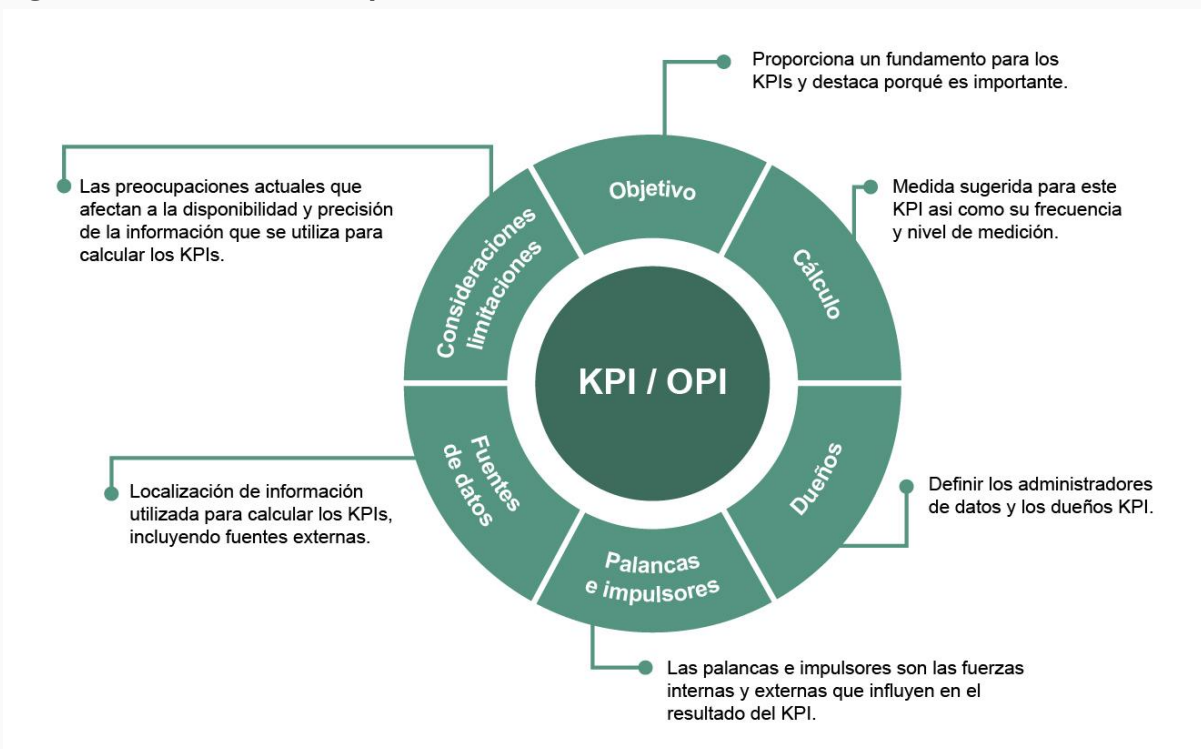 Proporciona un fundamento para los
KPIs y destaca porqué es importante.
Objetivo
Medida sugerida para este
KPI asi como su frecuencia
y nivel de medición.
Cálculo
Definir los administradores
de datos y los dueños KPI.
Dueños
Las palancas e impulsores son las fuerzas
internas y externas que influyen en el
resultado del KPI.
Palancas
e impulsores
Localización de información
utilizada para calcular los KPIs,
incluyendo fuentes externas.
Fuentes
de datos
Las preocupaciones actuales que
afectan a la disponibilidad y precisión
de la información que se utiliza para
calcular los KPIs.
Consideraciones
limitaciones
KPI / OPI